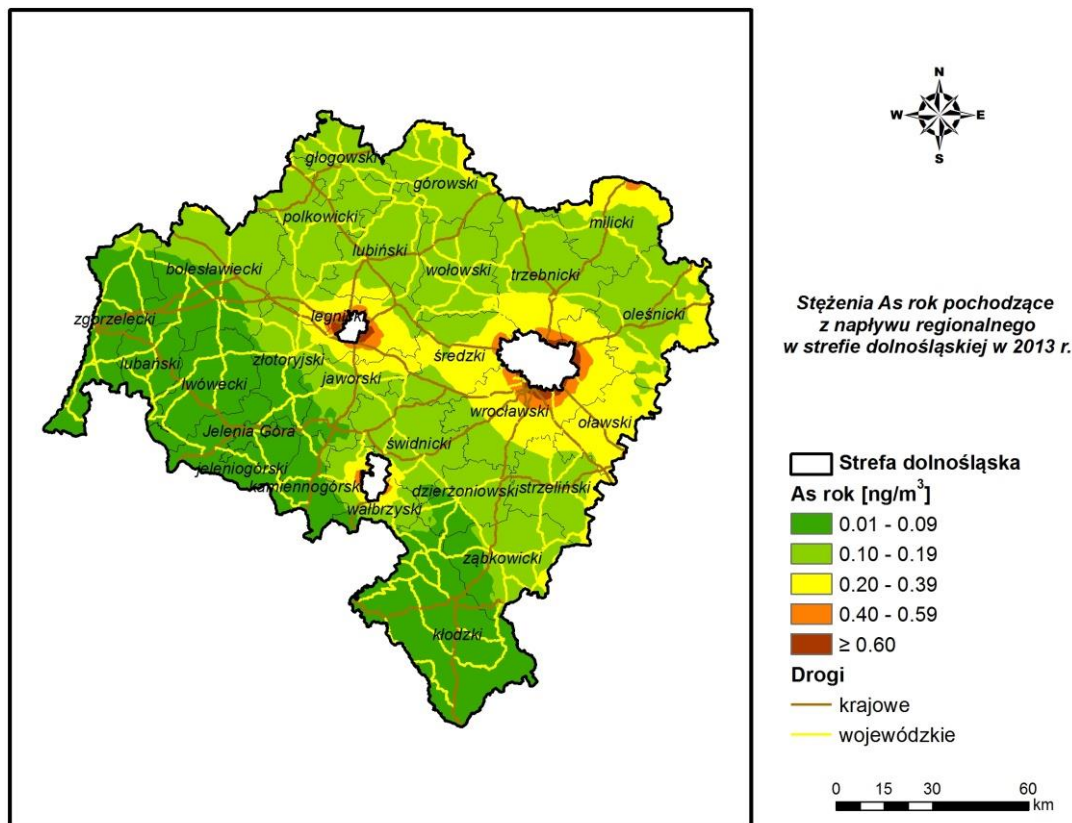 głogowski
górowski
polkowicki
milicki
lubiński
bolesławiecki
wołowski
trzebnicki
legnicki
oleśnicki
zgorzelecki
średzki
lubański
złotoryjski
jaworski
lwówecki
wrocławski
oławski
Jelenia Góra
świdnicki
jeleniogórski
kamiennogórski
dzierżoniowski
strzeliński
wałbrzyski
ząbkowicki
kłodzki
N
W
E
S
Stężenia As rok pochodzące
z napływu regionalnego
w strefie dolnośląskiej w 2013 r.
Strefa dolnośląska
As rok [ng/m³]
0.01 - 0.09
0.10 - 0.19
0.20 - 0.39
0.40 - 0.59
≥ 0.60
Drogi
krajowe
wojewódzkie
0 15 30 60
km